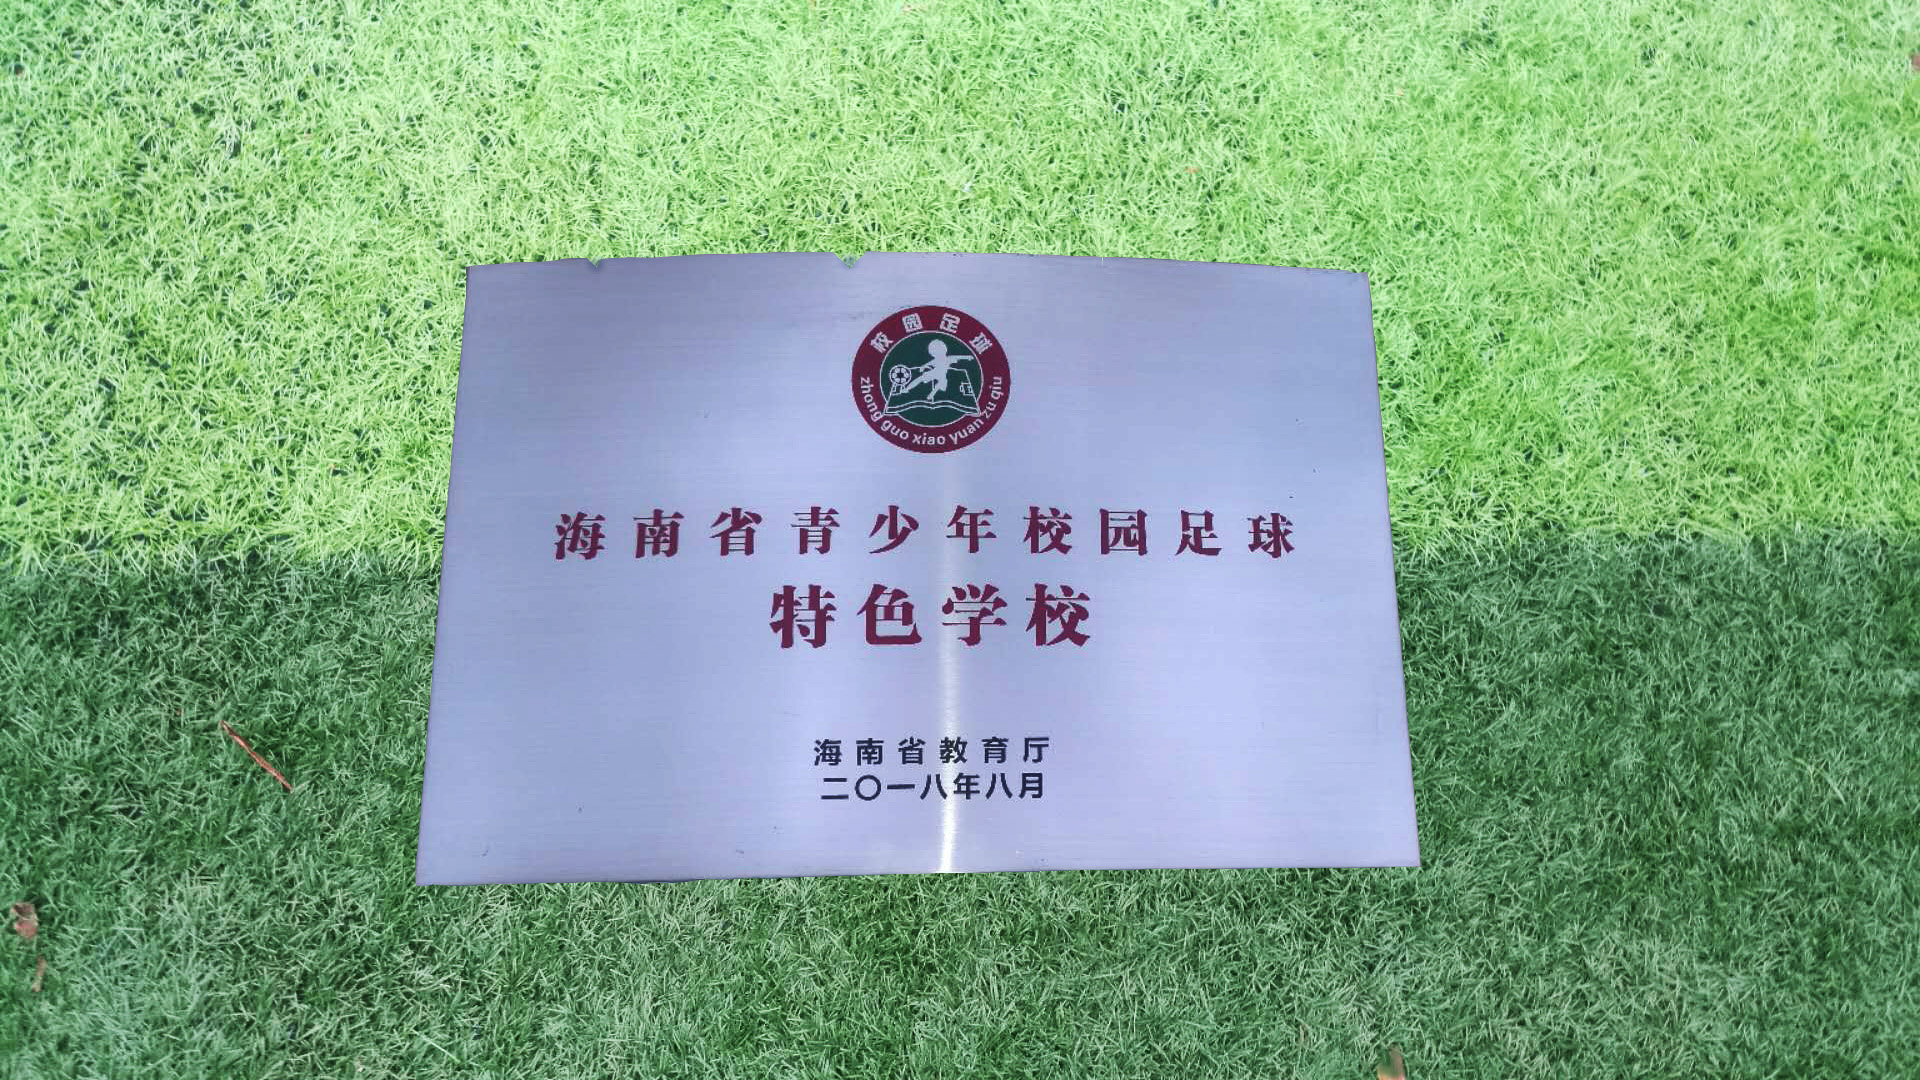 校园足球
zhong guo xiao yuan zu qiu
海南省青少年校园足球
特色学校
海南省教育厅
二〇一八年八月